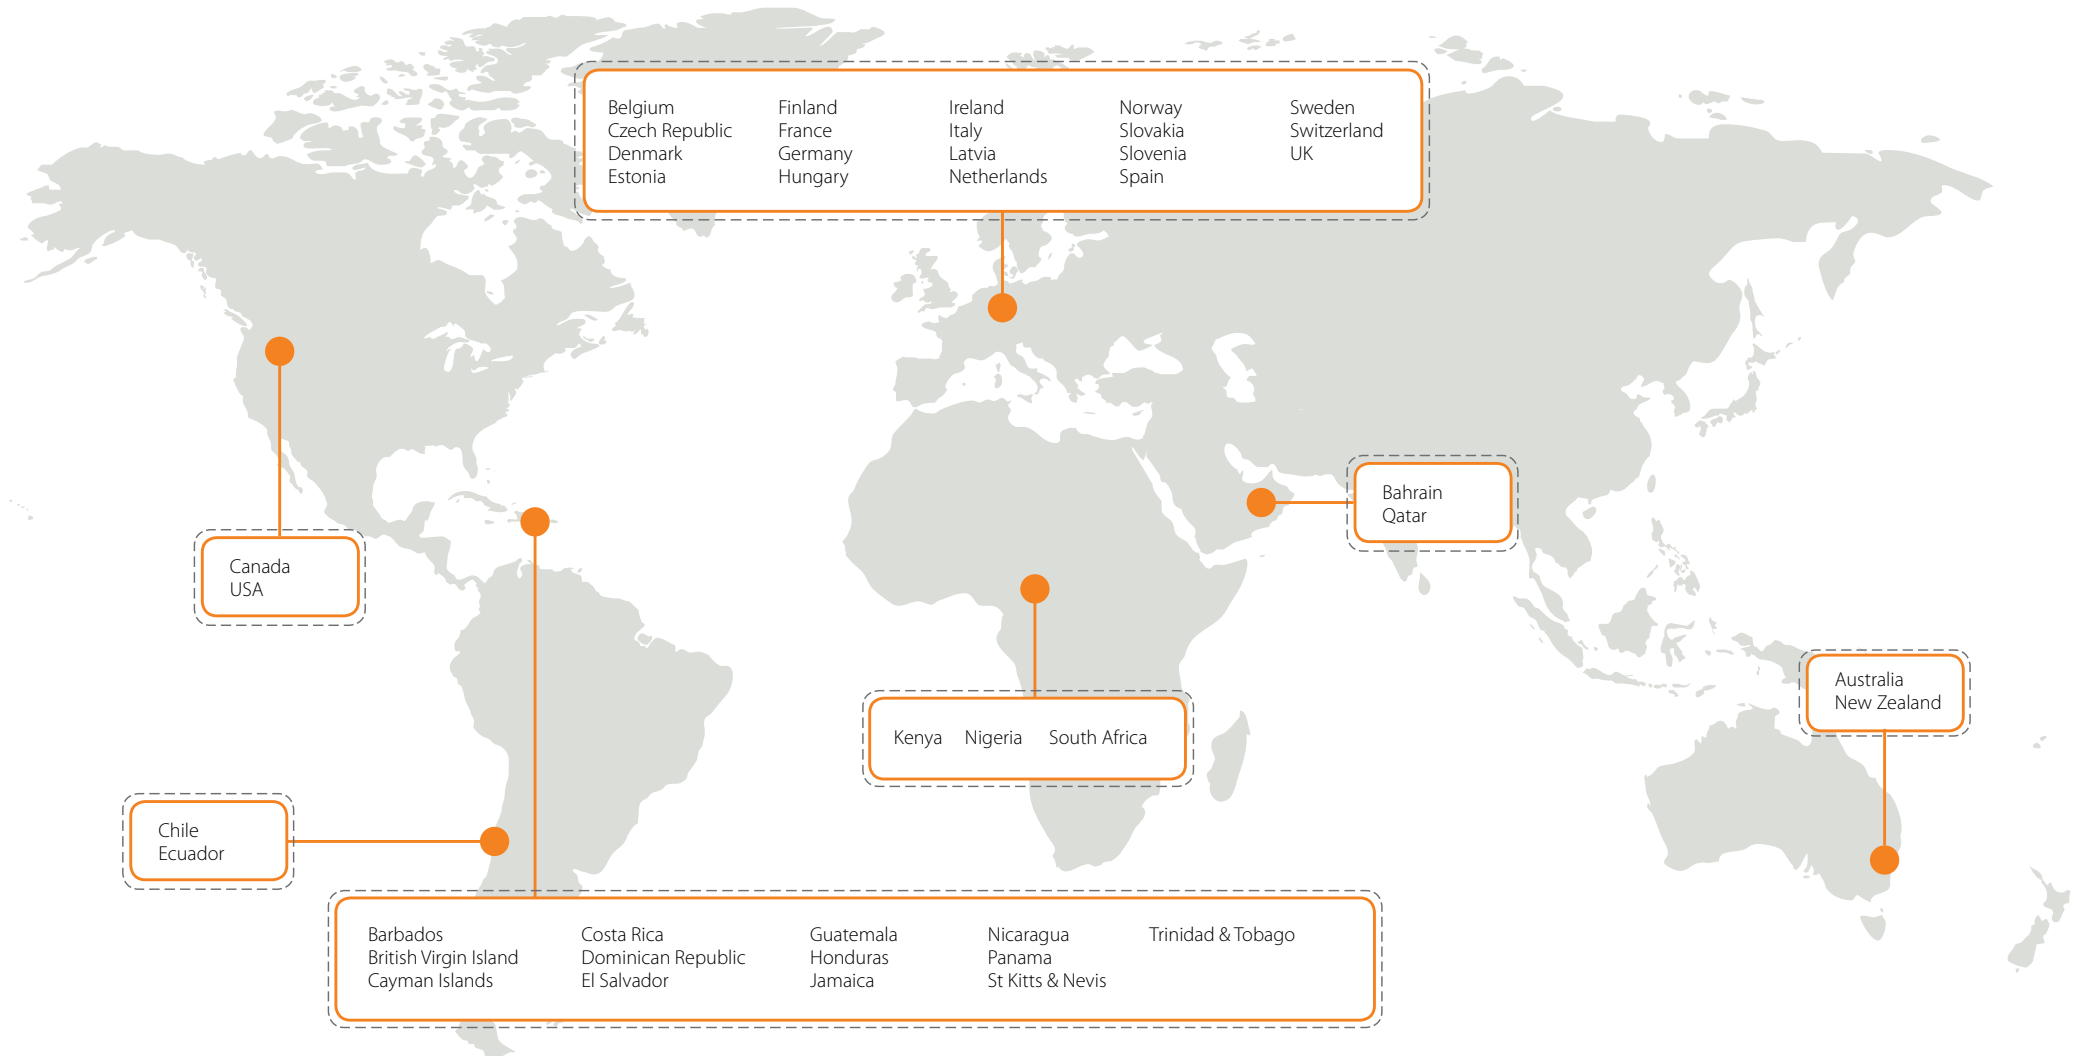 Belgium
Czech Republic
Denmark
Estonia
Finland
France
Germany
Hungary
Ireland
Italy
Latvia
Netherlands
Norway
Slovakia
Slovenia
Spain
Sweden
Switzerland
UK
Bahrain
Qatar
Canada
USA
Australia
New Zealand
Kenya Nigeria South Africa
Chile
Ecuador
Barbados
British Virgin Island
Cayman Islands
Costa Rica
Dominican Republic
El Salvador
Guatemala
Honduras
Jamaica
Nicaragua
Panama
St Kitts & Nevis
Trinidad & Tobago